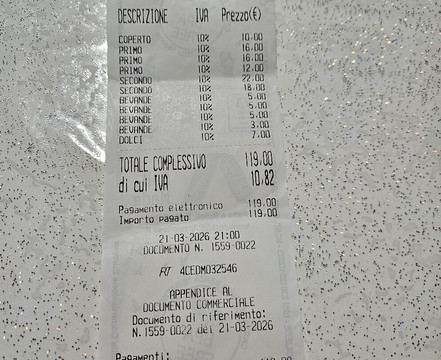 DESCRIZIONE IVA Prezzo(€)
COPERTO 10% 10,00
PRIMO 10% 16,00
PRIMO 10% 16,00
PRIMO 10% 12,00
SECONDO 10% 22,00
SECONDO 10% 18,00
BEVANDE 10% 5,00
BEVANDE 10% 5,00
BEVANDE 10% 5,00
BEVANDE 10% 3,00
DOLCI 10% 7,00
TOTALE COMPLESSIVO 119,00
di cui IVA 10,82
Pagamento elettronico 119,00
Importo pagato 119,00
21-03-2026 21:00
DOCUMENTO N. 1559-0022
RT 4CEDM032546
APPENDICE AL
DOCUMENTO COMMERCIALE
Documento di riferimento:
N.1559-0022 del 21-03-2026
Pagamenti: